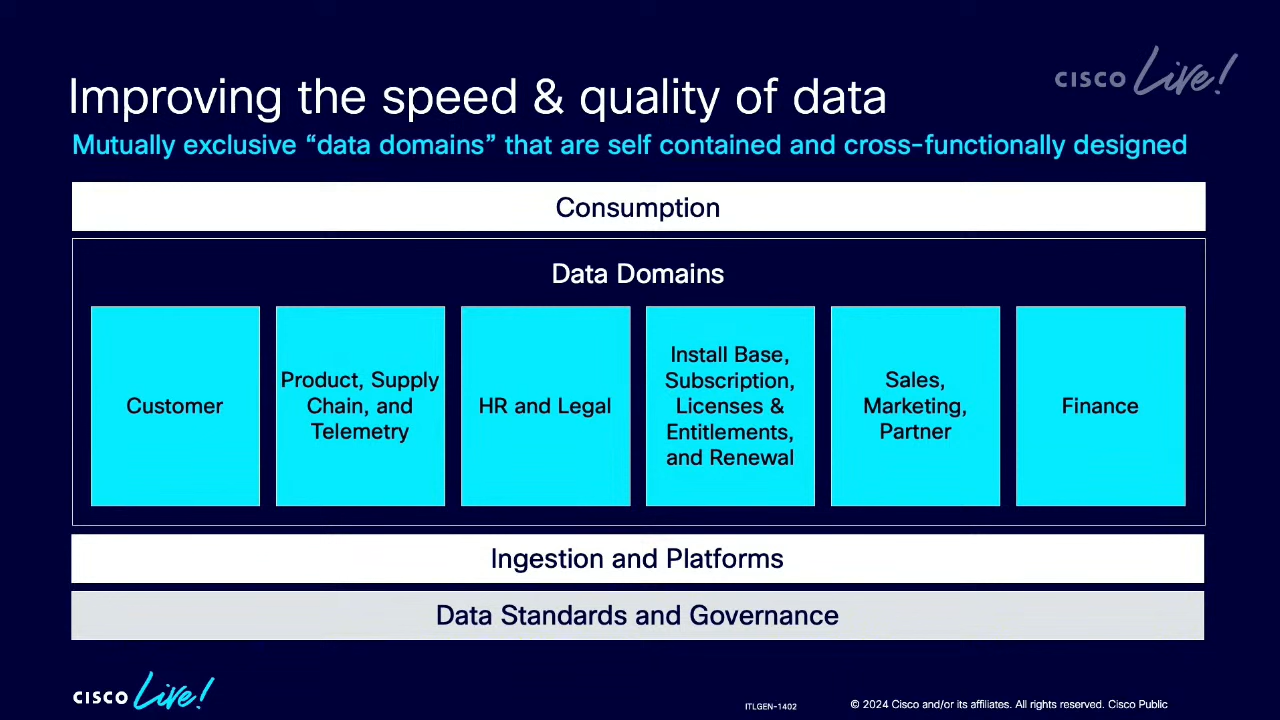 CISCO Live!
Improving the speed & quality of data
Mutually exclusive “data domains” that are self contained and cross-functionally designed
Consumption
Data Domains
Customer
Product, Supply
Chain, and
Telemetry
HR and Legal
Install Base,
Subscription,
Licenses &
Entitlements,
and Renewal
Sales,
Marketing,
Partner
Finance
Ingestion and Platforms
Data Standards and Governance
CISCO Live!
ITLGEN-1402
© 2024 Cisco and/or its affiliates. All rights reserved. Cisco Public